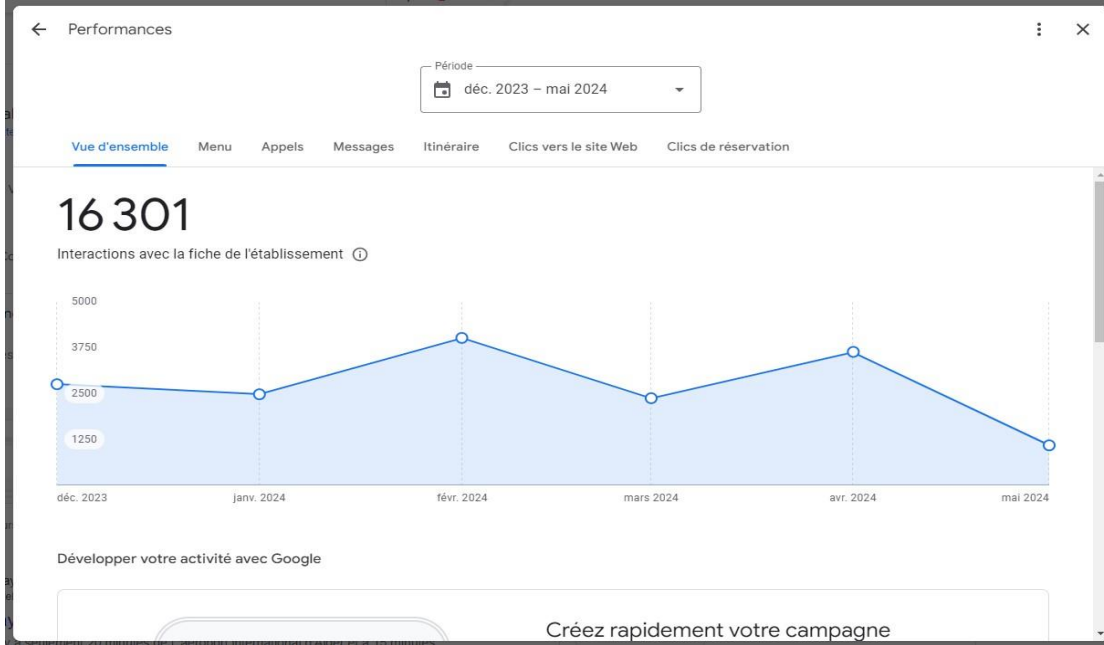 Performances
Période
déc. 2023 – mai 2024
Vue d'ensemble Menu Appels Messages Itinéraire Clics vers le site Web Clics de réservation
16 301
Interactions avec la fiche de l'établissement
5000
3750
2500
1250
déc. 2023 janv. 2024 févr. 2024 mars 2024 avr. 2024 mai 2024
Développer votre activité avec Google
Créez rapidement votre campagne